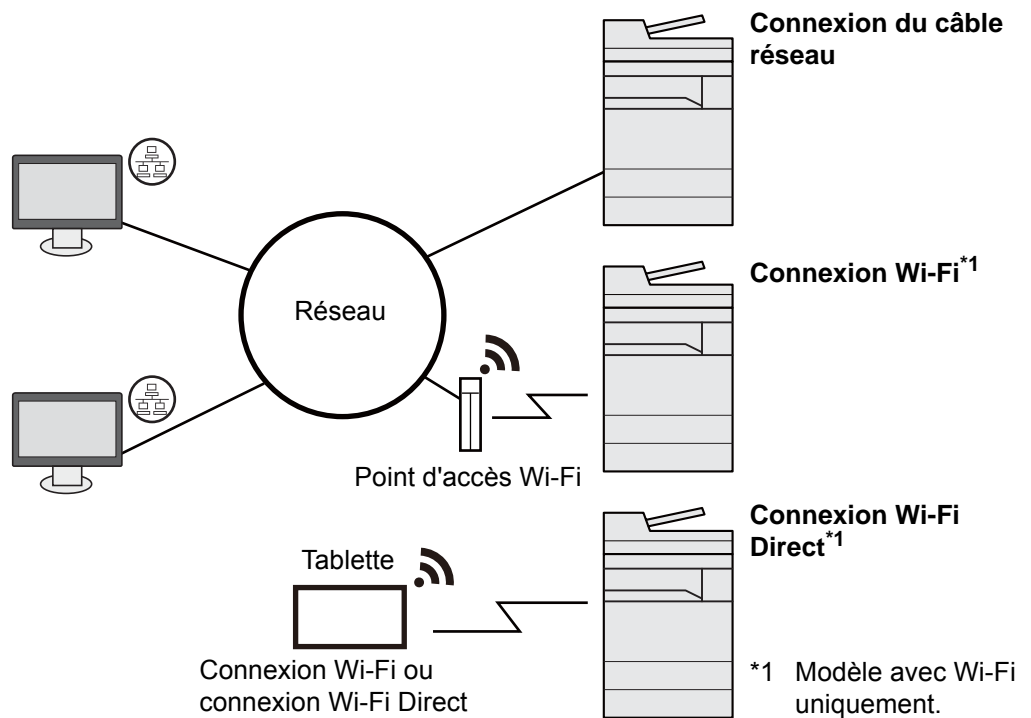 Connexion du câble
réseau
Réseau
Connexion Wi-Fi*1
Point d'accès Wi-Fi
Connexion Wi-Fi
Direct*1
Tablette
Connexion Wi-Fi ou
connexion Wi-Fi Direct
*1 Modèle avec Wi-Fi
uniquement.